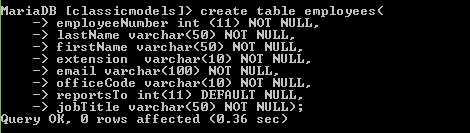 MariaDB [classicmodels]> create table employees(
-> employeeNumber int (11) NOT NULL,
-> lastName varchar(50) NOT NULL,
-> firstName varchar(50) NOT NULL,
-> extension  varchar(10) NOT NULL,
-> email varchar(100) NOT NULL,
-> officeCode varchar(10) NOT NULL,
-> reportsTo int(11) DEFAULT NULL,
-> jobTitle varchar(50) NOT NULL);
Query OK, 0 rows affected (0.36 sec)